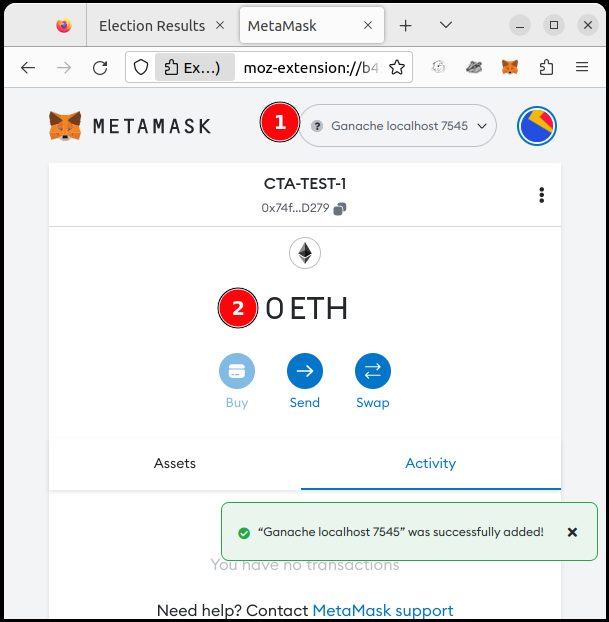 Election Results
MetaMask
Ex…)
moz-extension://b4
METAMASK
1
? Ganache localhost 7545
CTA-TEST-1
0x74f...D279
2
0 ETH
Buy
Send
Swap
Assets
Activity
“Ganache localhost 7545” was successfully added!
You have no transactions
Need help? Contact MetaMask support